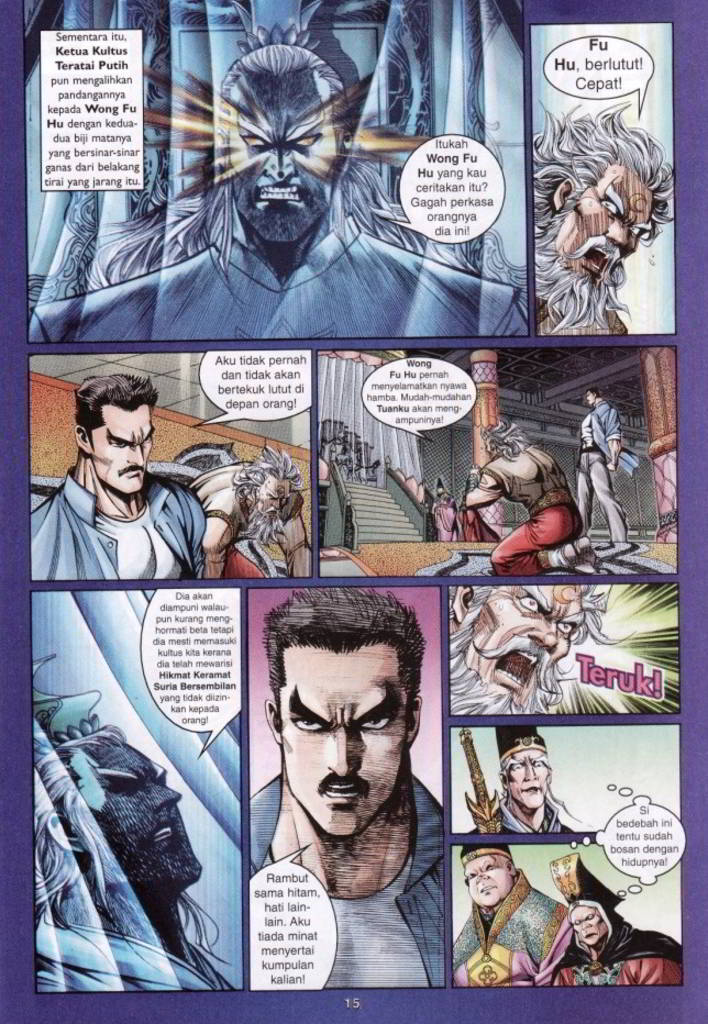 Sementara itu,
Ketua Kultus
Teratai Putih
pun mengalihkan
pandangannya
kepada Wong Fu
Hu dengan kedua-
dua biji matanya
yang bersinar-sinar
ganas dari belakang
tirai yang jarang itu.
Itukah
Wong Fu
Hu yang kau
ceritakan itu?
Gagah perkasa
orangnya
dia ini!
Fu
Hu, berlutut!
Cepat!
Aku tidak pernah
dan tidak akan
bertekuk lutut di
depan orang!
Wong
Fu Hu pernah
menyelamatkan nyawa
hamba. Mudah-mudahan
Tuanku akan meng-
ampuninya!
Dia akan
diampuni walau-
pun kurang meng-
hormati beta tetapi
dia mesti memasuki
kultus kita kerana
dia telah mewarisi
Hikmat Keramat
Suria Bersembilan
yang tidak diizin-
kan kepada
orang!
Rambut
sama hitam,
hati lain-
lain. Aku
tiada minat
menyertai
kumpulan
kalian!
Teruk!
Si
bedebah ini
tentu sudah
bosan dengan
hidupnya!
15